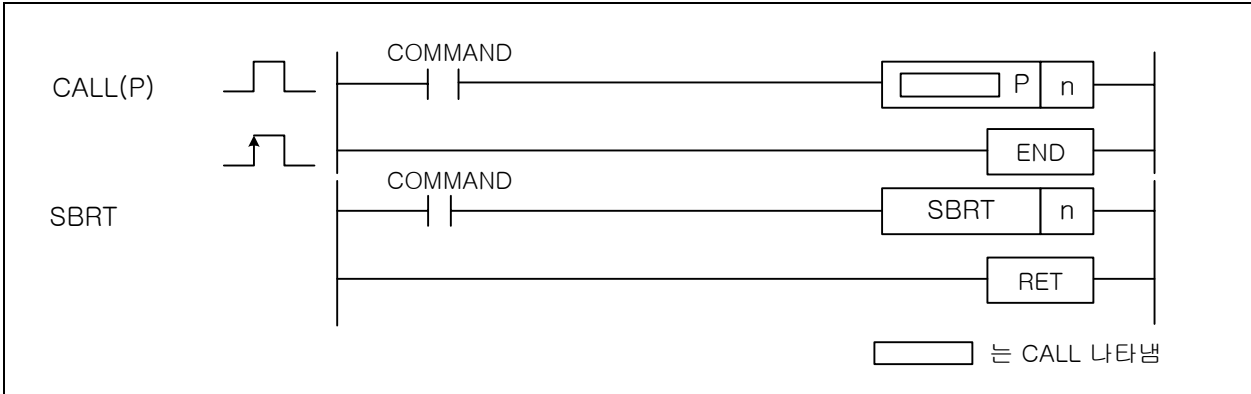 COMMAND
CALL(P)
P n
END
COMMAND
SBRT
SBRT n
RET
는 CALL 나타냄